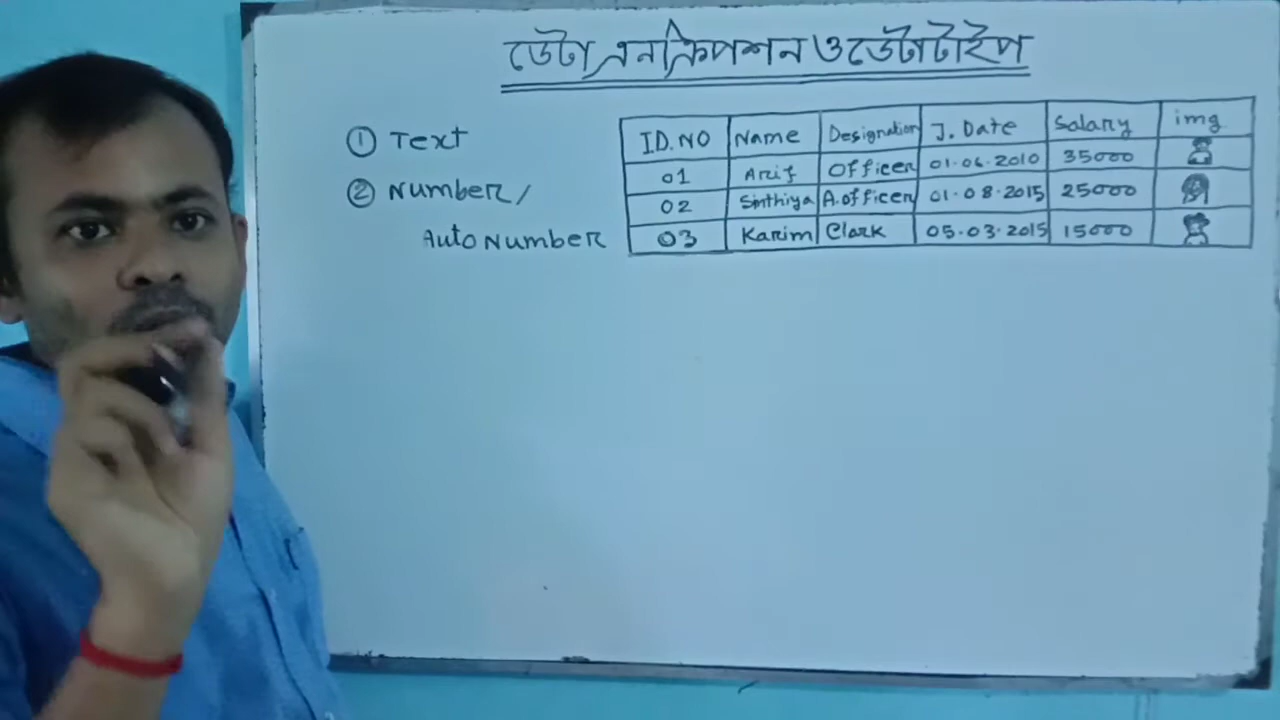 ডেটা এনক্রিপশন ও ডেটা টাইপ
① Text
② Number/
Auto Number
ID.NO Name Designation J. Date Salary img
01 Arif Officer 01.06.2010 35000
02 Sinthiya A.officer 01.08.2015 25000
03 Karim Clark 05.03.2015 15000